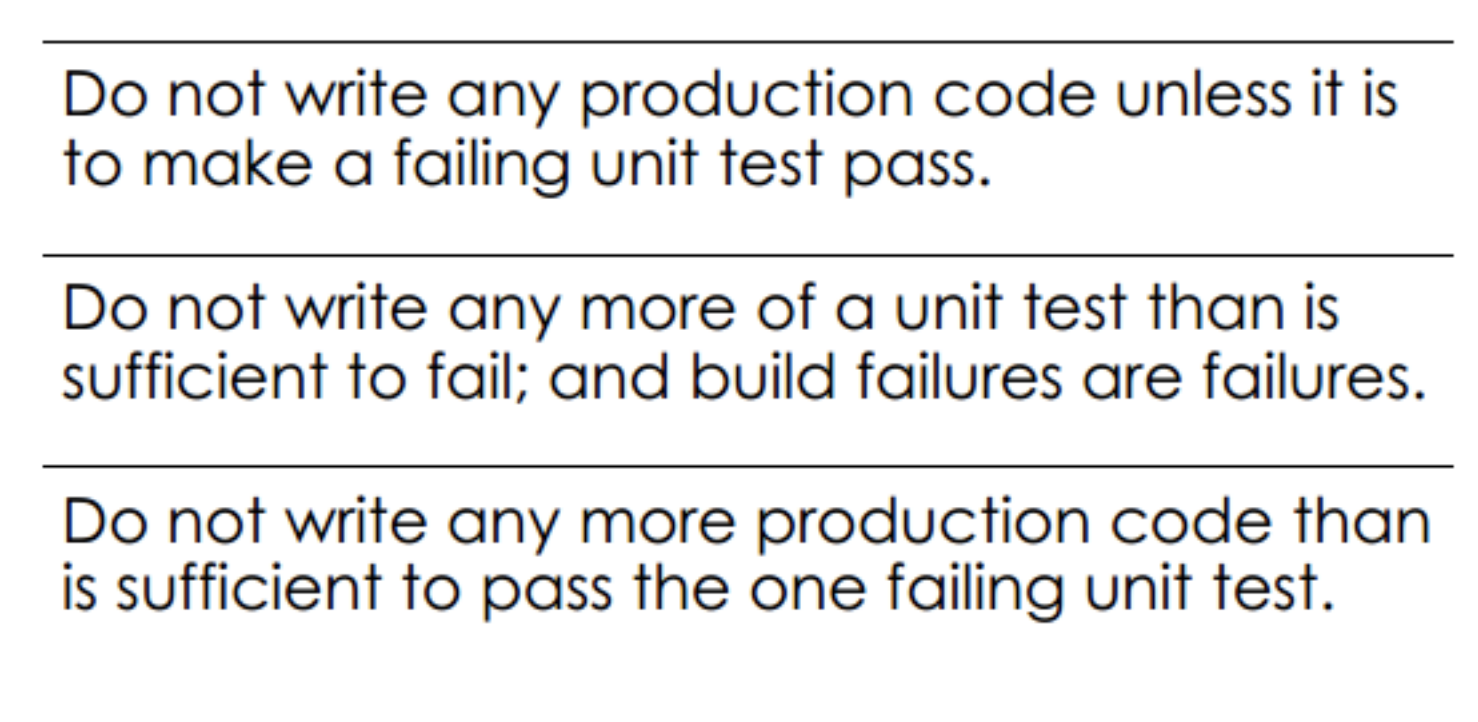 Do not write any production code unless it is
to make a failing unit test pass.
Do not write any more of a unit test than is
sufficient to fail; and build failures are failures.
Do not write any more production code than
is sufficient to pass the one failing unit test.